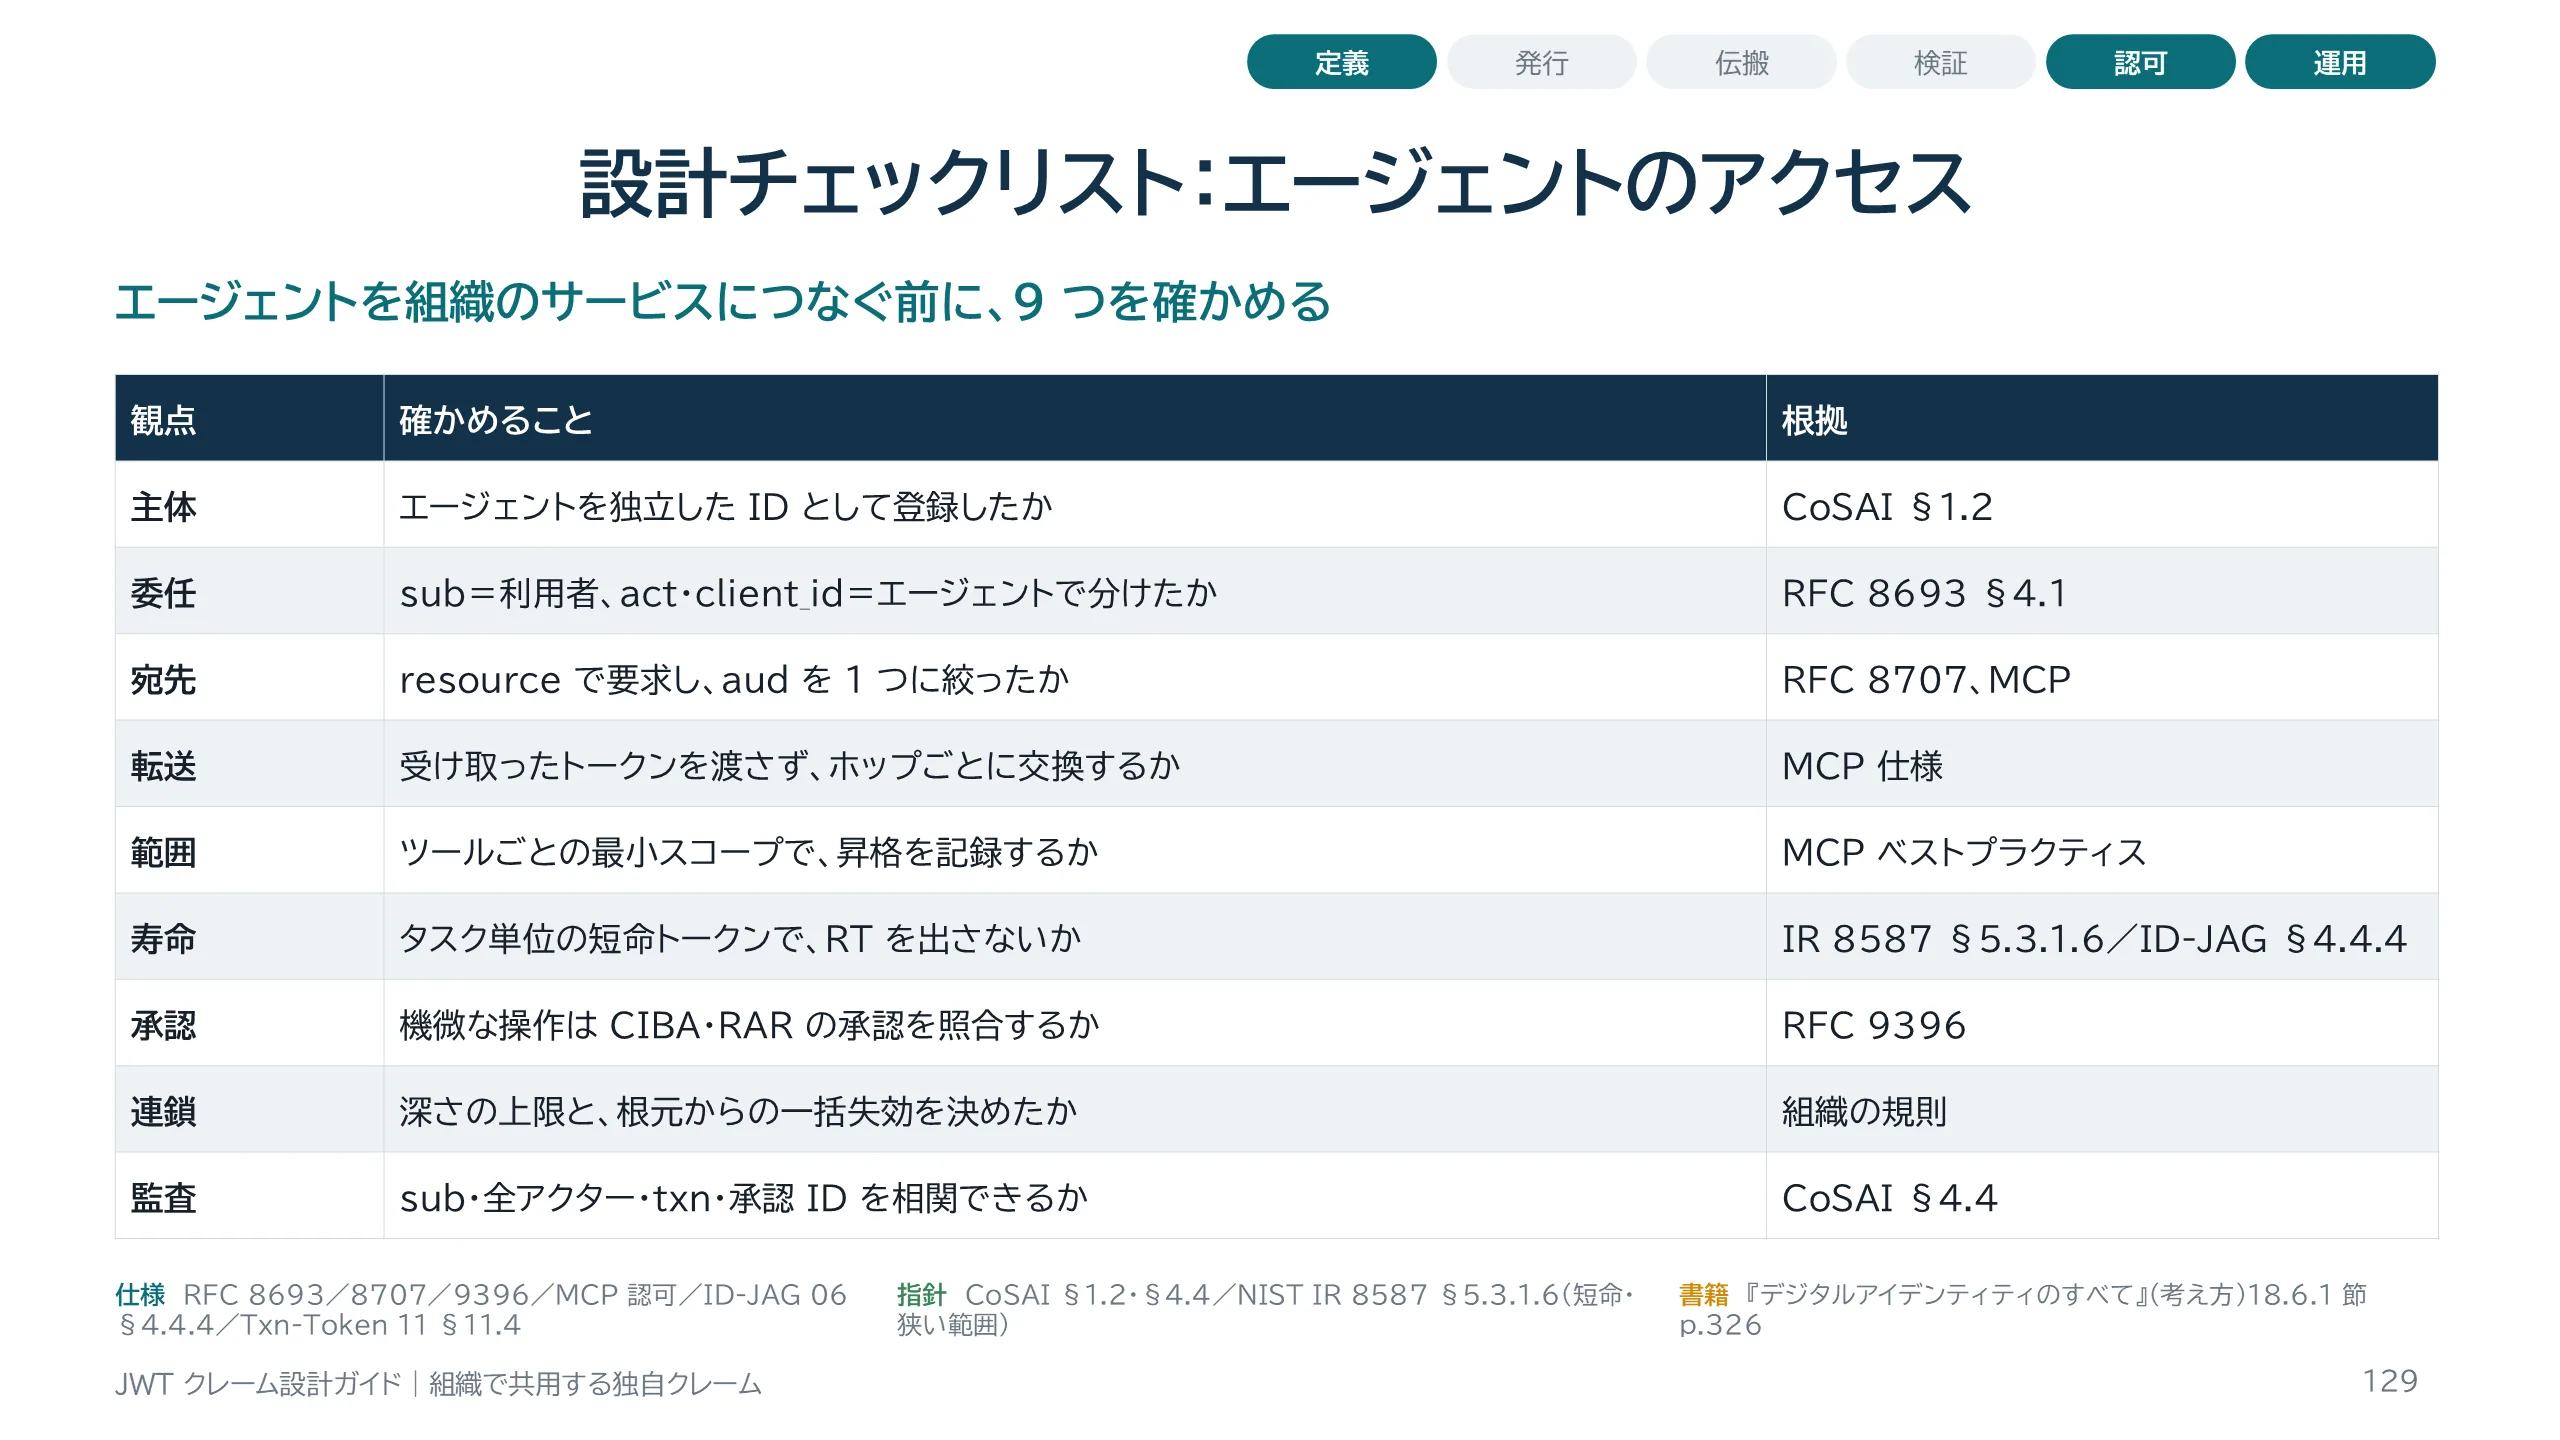 定義 発行 伝搬 検証 認可 運用
設計チェックリスト：エージェントのアクセス
エージェントを組織のサービスにつなぐ前に、9 つを確かめる
観点 確かめること 根拠
主体 エージェントを独立した ID として登録したか CoSAI §1.2
委任 sub＝利用者、act・client_id＝エージェントで分けたか RFC 8693 §4.1
宛先 resource で要求し、aud を 1 つに絞ったか RFC 8707、MCP
転送 受け取ったトークンを渡さず、ホップごとに交換するか MCP 仕様
範囲 ツールごとの最小スコープで、昇格を記録するか MCP ベストプラクティス
寿命 タスク単位の短命トークンで、RT を出さないか IR 8587 §5.3.1.6／ID-JAG §4.4.4
承認 機微な操作は CIBA・RAR の承認を照合するか RFC 9396
連鎖 深さの上限と、根元からの一括失効を決めたか 組織の規則
監査 sub・全アクター・txn・承認 ID を相関できるか CoSAI §4.4
仕様 RFC 8693／8707／9396／MCP 認可／ID-JAG 06
§4.4.4／Txn-Token 11 §11.4
指針 CoSAI §1.2・§4.4／NIST IR 8587 §5.3.1.6（短命・
狭い範囲）
書籍 『デジタルアイデンティティのすべて』（考え方）18.6.1 節
p.326
JWT クレーム設計ガイド｜組織で共用する独自クレーム
129